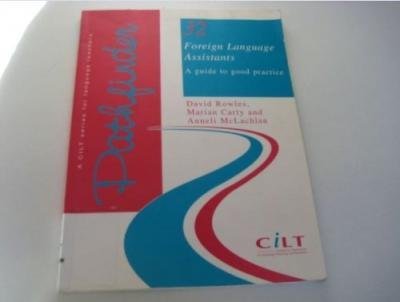 32
Foreign Language
Assistants
A guide to good practice
David Rowles,
Marian Carty and
Anneli McLachlan
Pathfinder
A CILT series for language teachers
CiLT